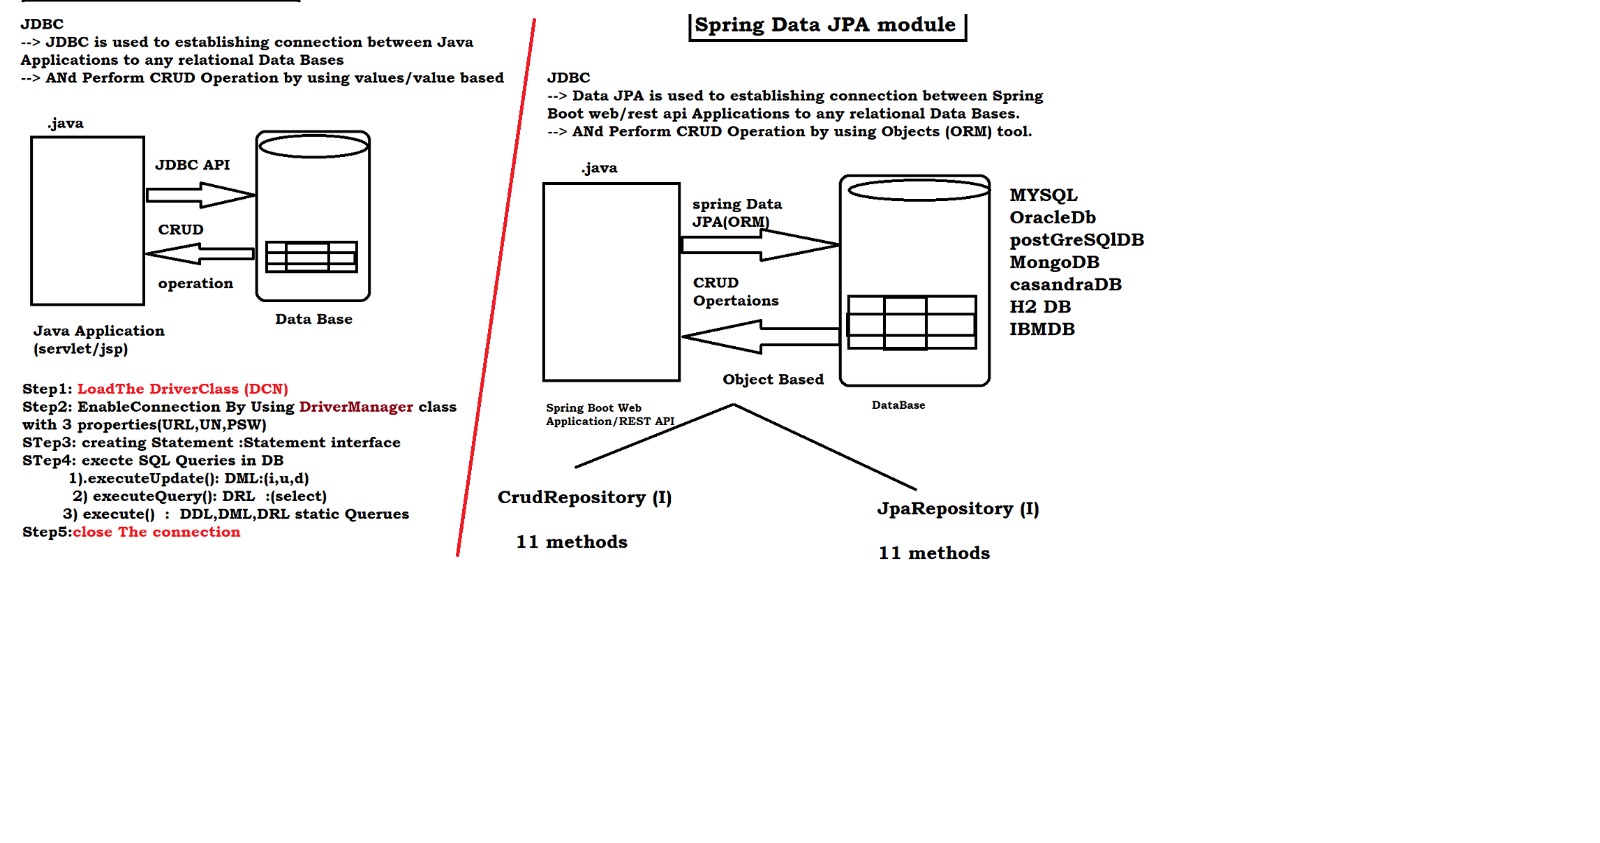 JDBC
--> JDBC is used to establishing connection between Java
Applications to any relational Data Bases
--> ANd Perform CRUD Operation by using values/value based
.java
JDBC API
CRUD
operation
Data Base
Java Application
(servlet/jsp)
Step1: LoadThe DriverClass (DCN)
Step2: EnableConnection By Using DriverManager class
with 3 properties(URL,UN,PSW)
STep3: creating Statement :Statement interface
STep4: execte SQL Queries in DB
1).executeUpdate(): DML:(i,u,d)
2) executeQuery(): DRL :(select)
3) execute() : DDL,DML,DRL static Querues
Step5:close The connection
Spring Data JPA module
JDBC
--> Data JPA is used to establishing connection between Spring
Boot web/rest api Applications to any relational Data Bases.
--> ANd Perform CRUD Operation by using Objects (ORM) tool.
.java
spring Data
JPA(ORM)
CRUD
Opertaions
Object Based
Spring Boot Web
Application/REST API
DataBase
MYSQL
OracleDb
postGreSQlDB
MongoDB
casandraDB
H2 DB
IBMDB
CrudRepository (I)
11 methods
JpaRepository (I)
11 methods